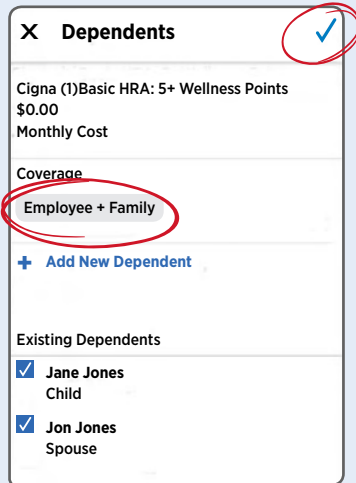 X Dependents
Cigna (1)Basic HRA: 5+ Wellness Points
$0.00
Monthly Cost
Coverage
Employee + Family
+ Add New Dependent
Existing Dependents
Jane Jones
Child
Jon Jones
Spouse